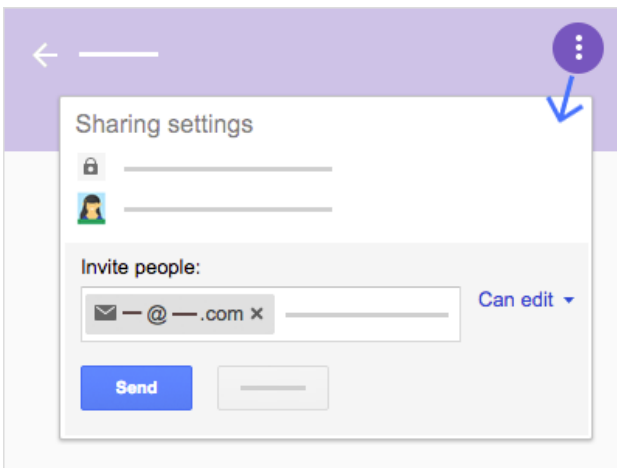 Sharing settings
Invite people:
@ .com ×
Can edit
Send